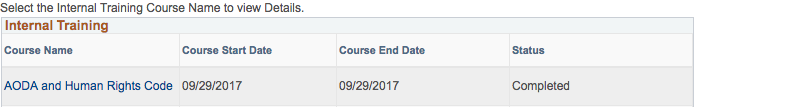 Select the Internal Training Course Name to view Details.
Internal Training
Course Name Course Start Date Course End Date Status
AODA and Human Rights Code 09/29/2017 09/29/2017 Completed